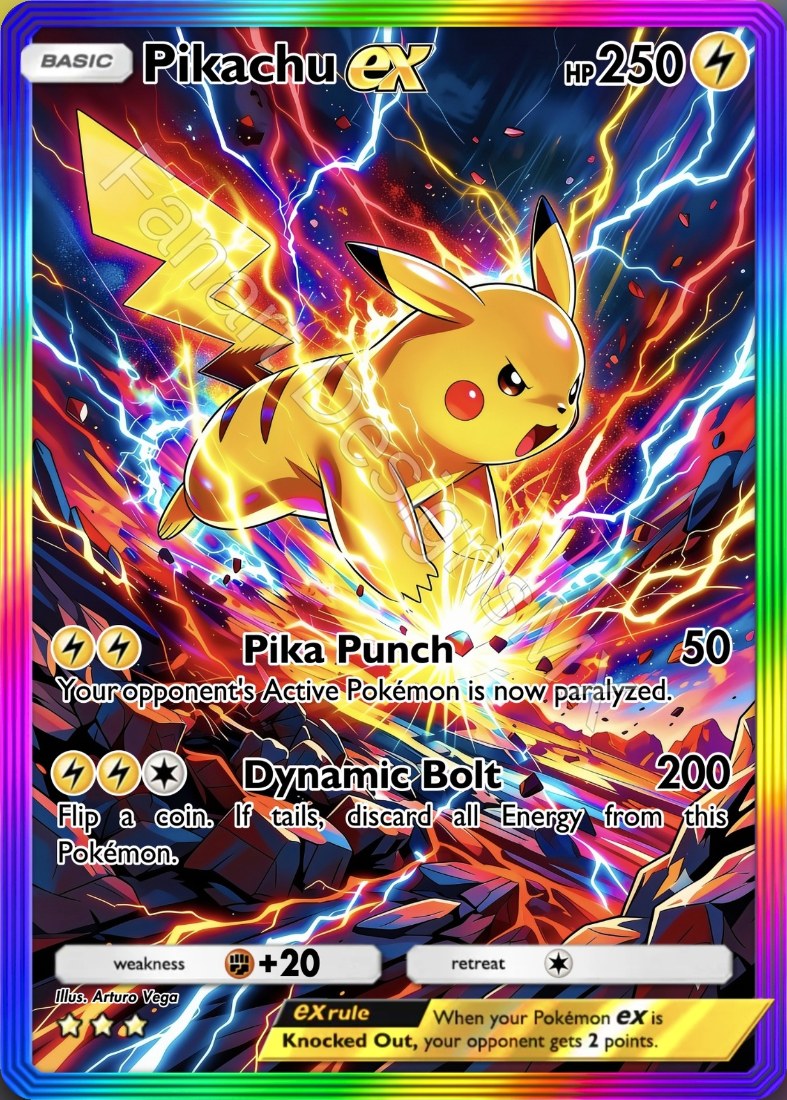 BASIC
Pikachu ex
HP 250
Fanart DesignsM
Pika Punch 50
Your opponent's Active Pokémon is now paralyzed.
Dynamic Bolt 200
Flip a coin. If tails, discard all Energy from this
Pokémon.
weakness +20
retreat
Illus. Arturo Vega
ex rule
When your Pokémon ex is
Knocked Out, your opponent gets 2 points.